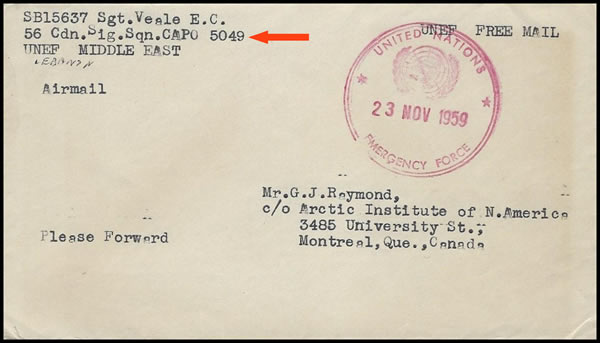 SB15637 Sgt.Veale E.C.
56 Cdn.Sig.Sqn.CAPO 5049
UNEF MIDDLE EAST
LEBANON
Airmail
UNEF FREE MAIL
UNITED NATIONS
23 NOV 1959
EMERGENCY FORCE
Mr.G.J.Raymond,
c/o Arctic Institute of N.America
3485 University St.,
Montreal,Que.,Canada
Please Forward